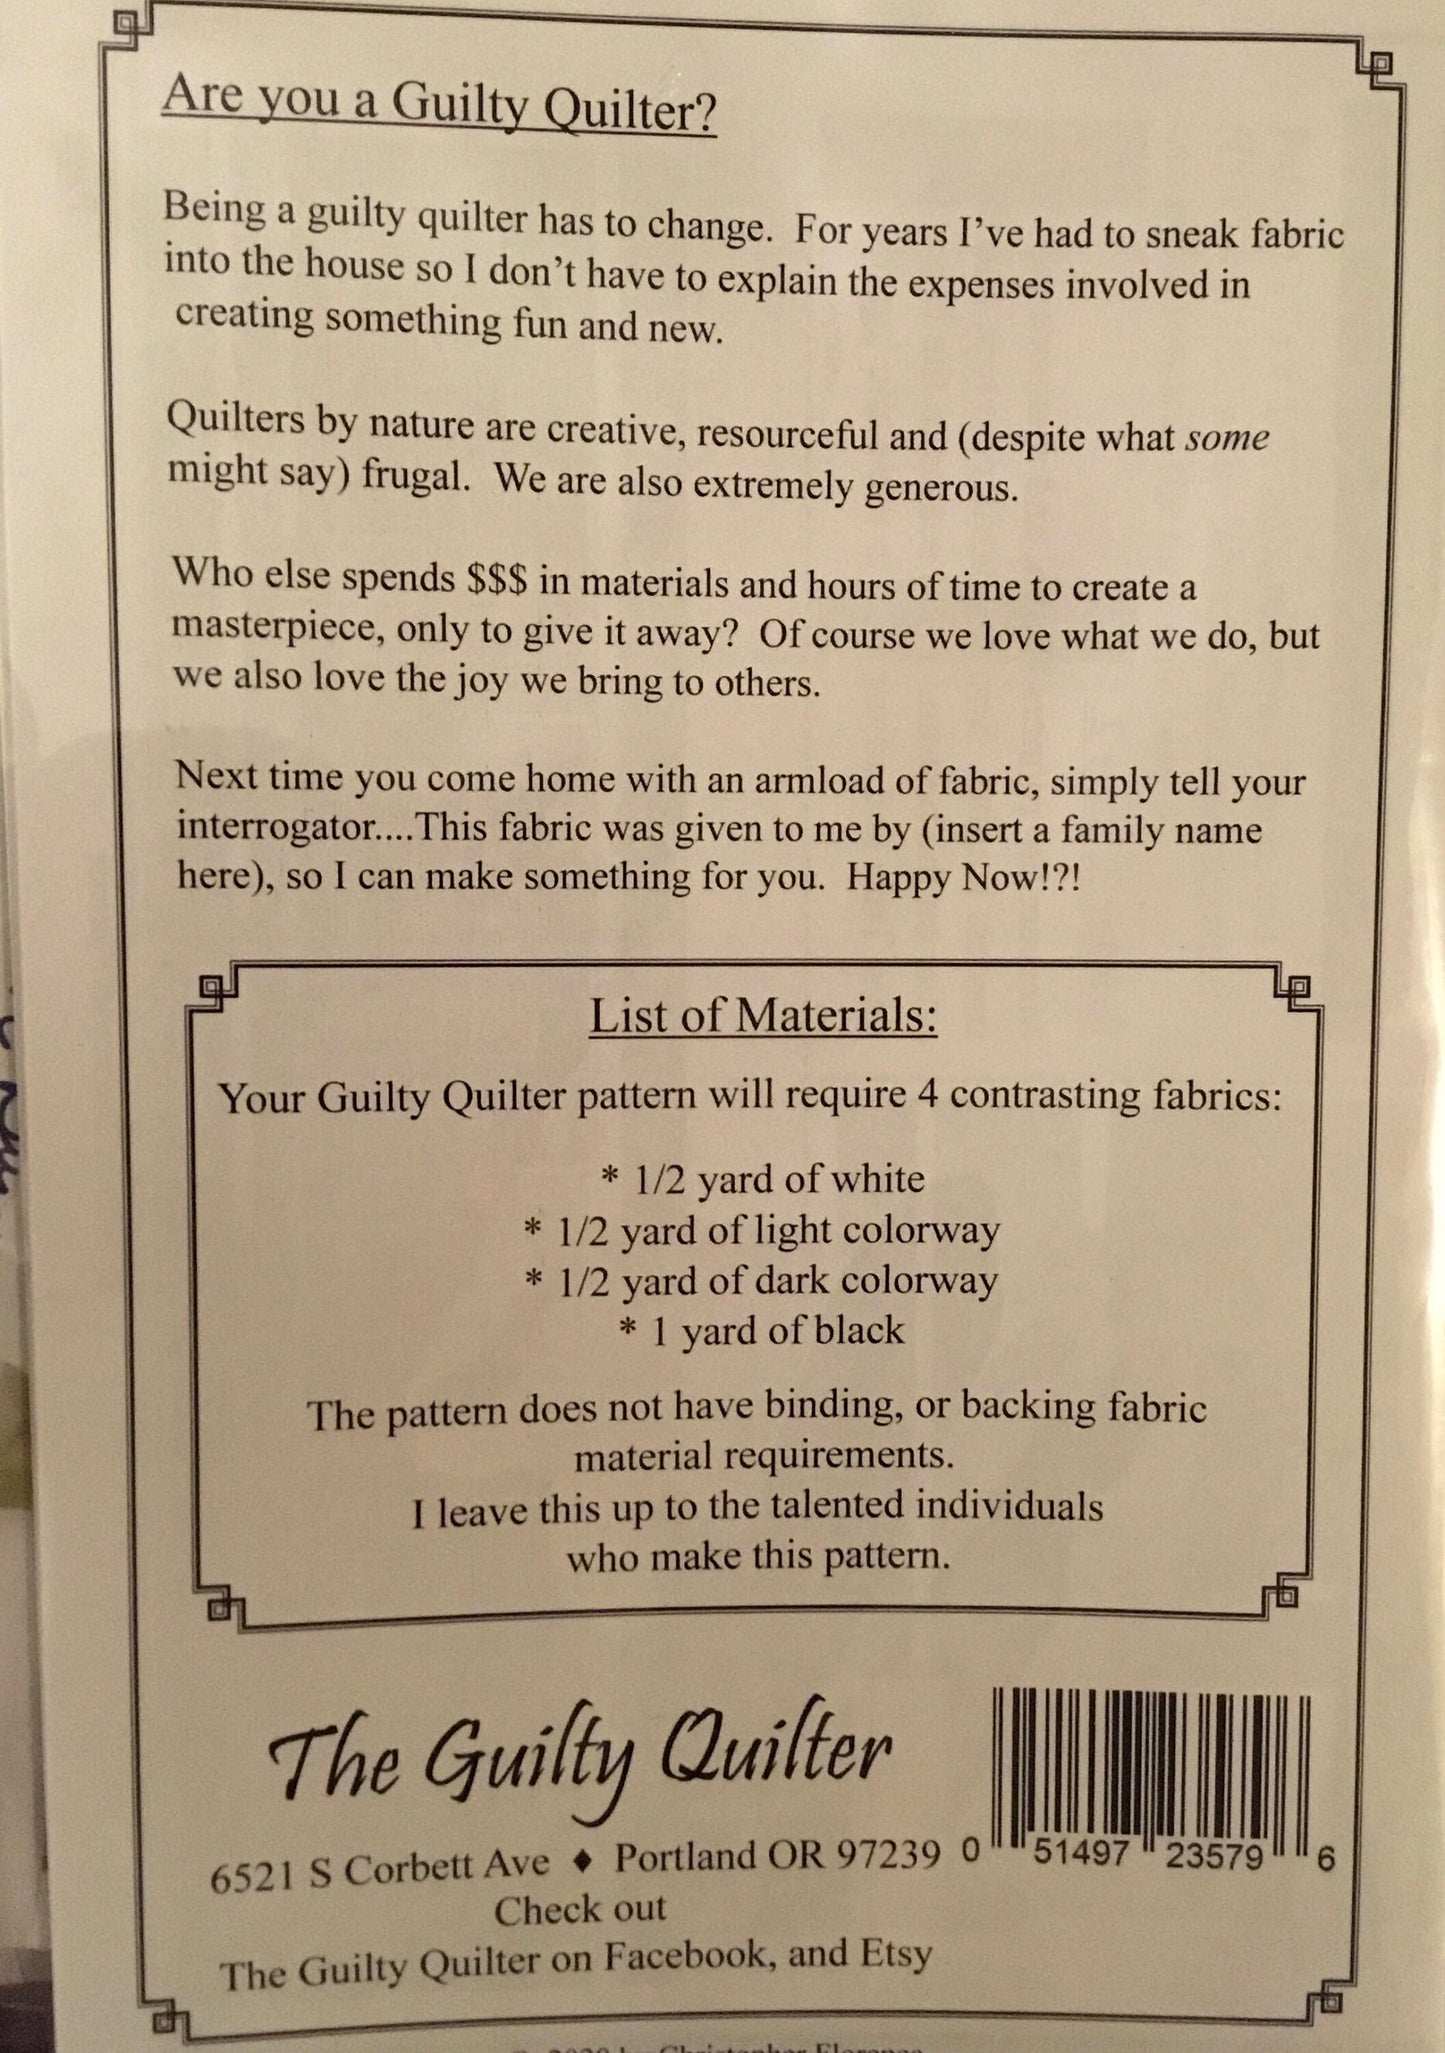 Are you a Guilty Quilter?
Being a guilty quilter has to change. For years I've had to sneak fabric
into the house so I don't have to explain the expenses involved in
creating something fun and new.
Quilters by nature are creative, resourceful and (despite what some
might say) frugal. We are also extremely generous.
Who else spends $$$ in materials and hours of time to create a
masterpiece, only to give it away? Of course we love what we do, but
we also love the joy we bring to others.
Next time you come home with an armload of fabric, simply tell your
interrogator....This fabric was given to me by (insert a family name
here), so I can make something for you. Happy Now!?!
List of Materials:
Your Guilty Quilter pattern will require 4 contrasting fabrics:
* 1/2 yard of white
* 1/2 yard of light colorway
* 1/2 yard of dark colorway
* 1 yard of black
The pattern does not have binding, or backing fabric
material requirements.
I leave this up to the talented individuals
who make this pattern.
The Guilty Quilter
6521 S Corbett Ave ♦ Portland OR 97239
0 51497 23579 6
Check out
The Guilty Quilter on Facebook, and Etsy